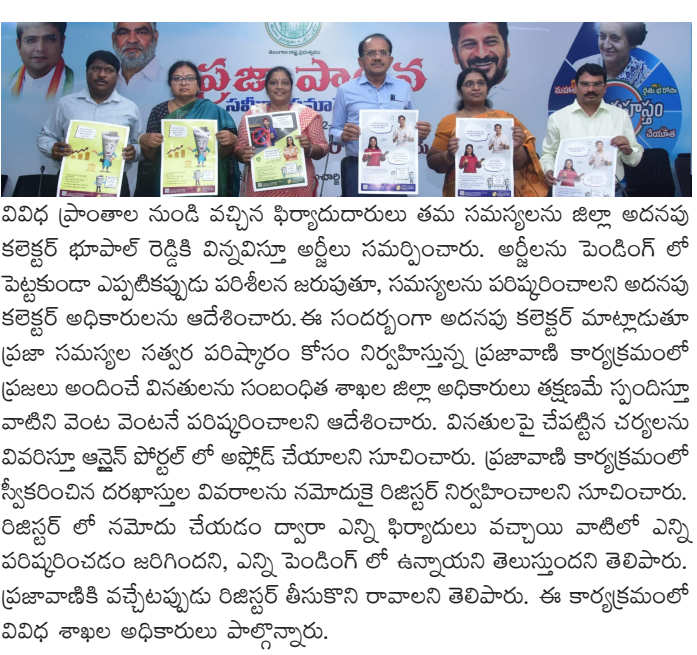 తెలంగాణ రాష్ట్ర ప్రభుత్వము
ప్రజాపాలన
వివిధ ప్రాంతాల నుండి వచ్చిన ఫిర్యాదుదారులు తమ సమస్యలను జిల్లా అదనపు
కలెక్టర్ భూపాల్ రెడ్డికి విన్నవిస్తూ అర్జీలు సమర్పించారు. అర్జీలను పెండింగ్ లో
పెట్టకుండా ఎప్పటికప్పుడు పరిశీలన జరుపుతూ, సమస్యలను పరిష్కరించాలని అదనపు
కలెక్టర్ అధికారులను ఆదేశించారు. ఈ సందర్భంగా అదనపు కలెక్టర్ మాట్లాడుతూ
ప్రజా సమస్యల సత్వర పరిష్కారం కోసం నిర్వహిస్తున్న ప్రజావాణి కార్యక్రమంలో
ప్రజలు అందించే వినతులను సంబంధిత శాఖల జిల్లా అధికారులు తక్షణమే స్పందిస్తూ
వాటిని వెంట వెంటనే పరిష్కరించాలని ఆదేశించారు. వినతులపై చేపట్టిన చర్యలను
వివరిస్తూ ఆన్లైన్ పోర్టల్ లో అప్లోడ్ చేయాలని సూచించారు. ప్రజావాణి కార్యక్రమంలో
స్వీకరించిన దరఖాస్తుల వివరాలను నమోదుకై రిజిస్టర్ నిర్వహించాలని సూచించారు.
రిజిస్టర్ లో నమోదు చేయడం ద్వారా ఎన్ని ఫిర్యాదులు వచ్చాయి వాటిలో ఎన్ని
పరిష్కరించడం జరిగిందని, ఎన్ని పెండింగ్ లో ఉన్నాయని తెలుస్తుందని తెలిపారు.
ప్రజావాణికి వచ్చేటప్పుడు రిజిస్టర్ తీసుకొని రావాలని తెలిపారు. ఈ కార్యక్రమంలో
వివిధ శాఖల అధికారులు పాల్గొన్నారు.